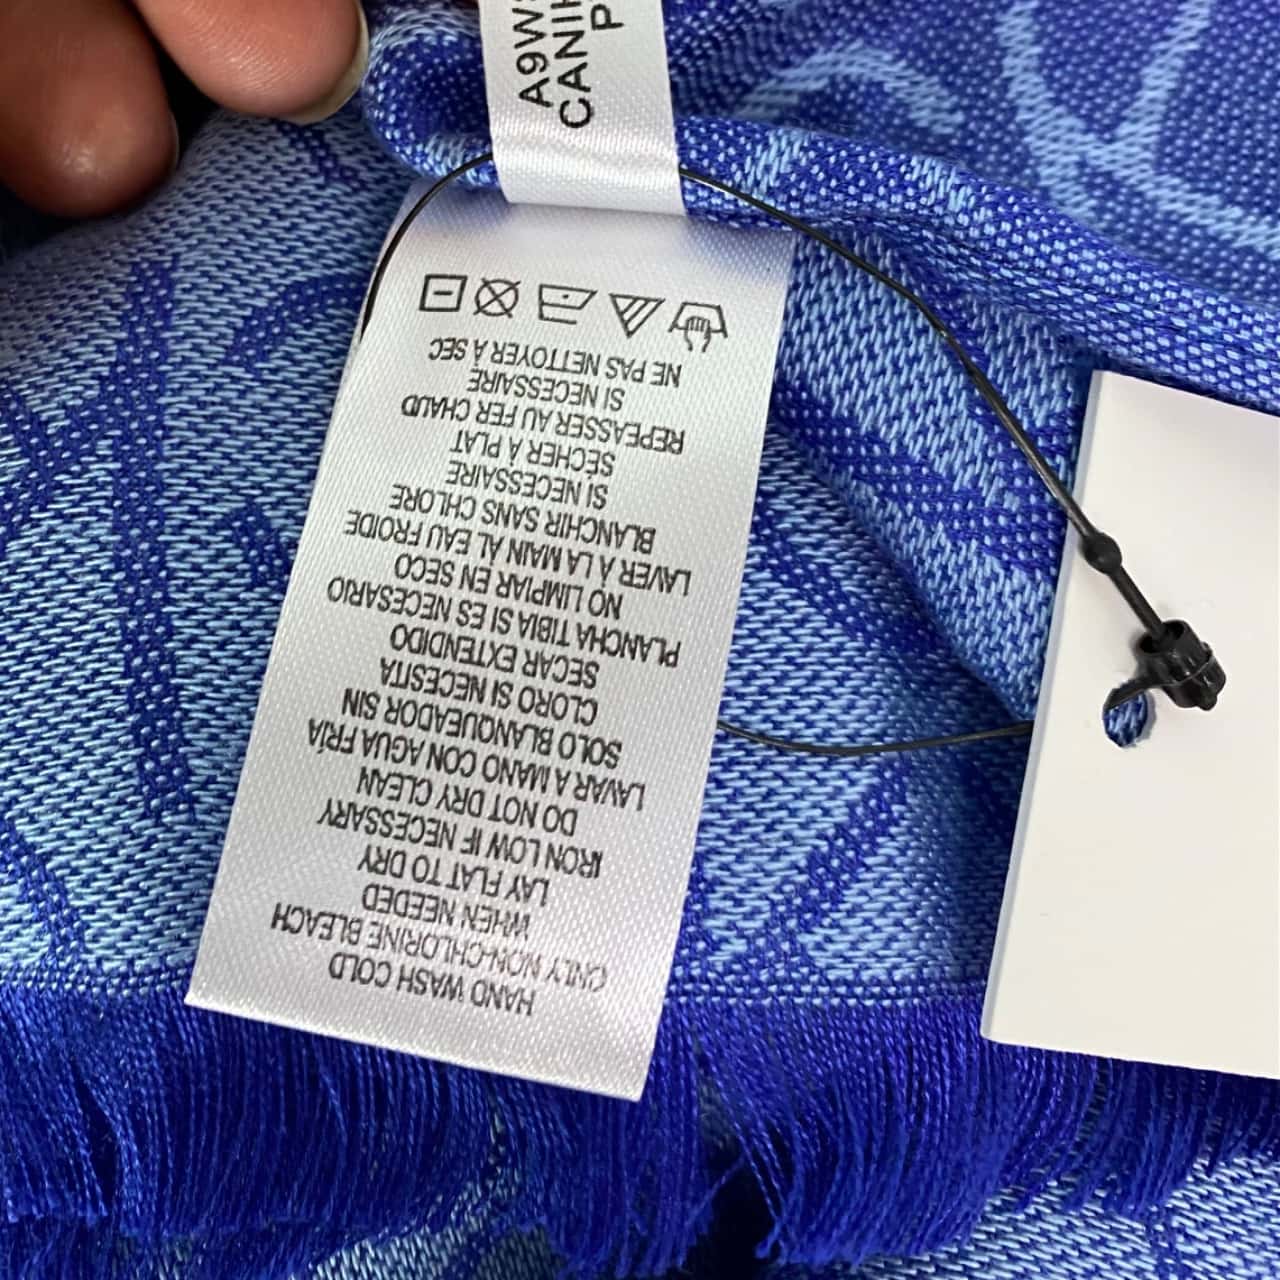 A9W
CANI
P
HAND WASH COLD
ONLY NON-CHLORINE BLEACH
WHEN NEEDED
LAY FLAT TO DRY
IRON LOW IF NECESSARY
DO NOT DRY CLEAN
LAVAR A MANO CON AGUA FRÍA
SOLO BLANQUEADOR SIN
CLORO SI NECESITA
SECAR EXTENDIDO
PLANCHA TIBIA SI ES NECESARIO
NO LIMPIAR EN SECO
LAVER À LA MAIN AL EAU FROIDE
BLANCHIR SANS CHLORE
SI NECESSAIRE
SÉCHER À PLAT
REPEASSER AU FER CHAUD
SI NECESSAIRE
NE PAS NETTOYER À SEC